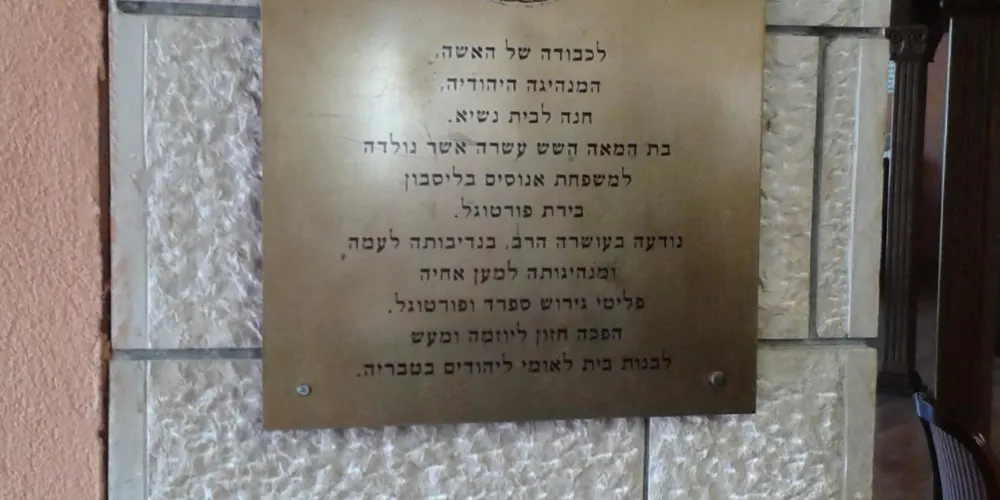 לכבודה של האשה,
המנהיגה היהודיה,
חנה לבית נשיא.
בת המאה השש עשרה אשר נולדה
למשפחת אנוסים בליסבון
בירת פורטוגל.
נודעה בעושרה הרב, בנדיבותה לעמה
ומנהיגותה למען אחיה
פליטי גירוש ספרד ופורטוגל.
הפכה חזון ליוזמה ומעש
לבנות בית לאומי ליהודים בטבריה.